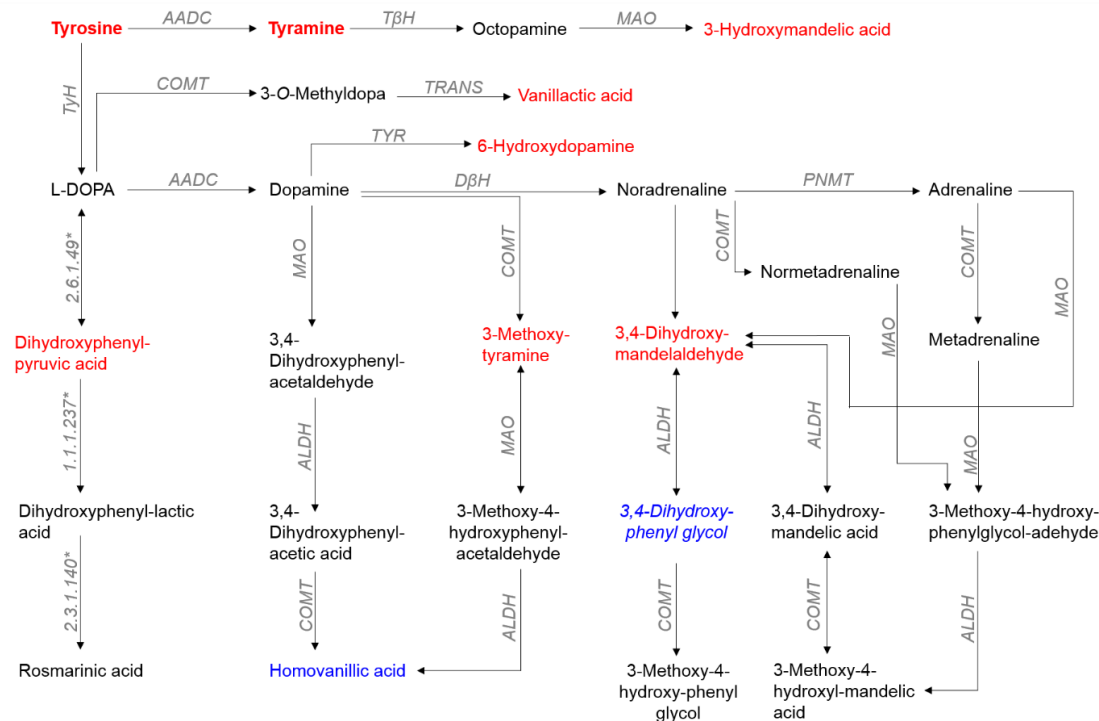 AADC TβH MAO
Tyrosine Tyramine Octopamine 3-Hydroxymandelic acid
TyH
COMT TRANS
3-O-Methyldopa Vanillactic acid
TYR
6-Hydroxydopamine
AADC DβH PNMT
L-DOPA Dopamine Noradrenaline Adrenaline
2.6.1.49* MAO COMT COMT COMT MAO
Normetadrenaline
MAO
Dihydroxyphenyl-
pyruvic acid
3,4-
Dihydroxyphenyl-
acetaldehyde
3-Methoxy-
tyramine
3,4-Dihydroxy-
mandelaldehyde
Metadrenaline
1.1.1.237* ALDH MAO ALDH ALDH MAO
Dihydroxyphenyl-lactic
acid
3,4-
Dihydroxyphenyl-
acetic acid
3-Methoxy-4-
hydroxyphenyl-
acetaldehyde
3,4-Dihydroxy-
phenyl glycol
3,4-Dihydroxy-
mandelic acid
3-Methoxy-4-hydroxy-
phenylglycol-adehyde
2.3.1.140* COMT ALDH COMT COMT ALDH
Rosmarinic acid
Homovanillic acid
3-Methoxy-4-
hydroxy-phenyl
glycol
3-Methoxy-4-
hydroxyl-mandelic
acid